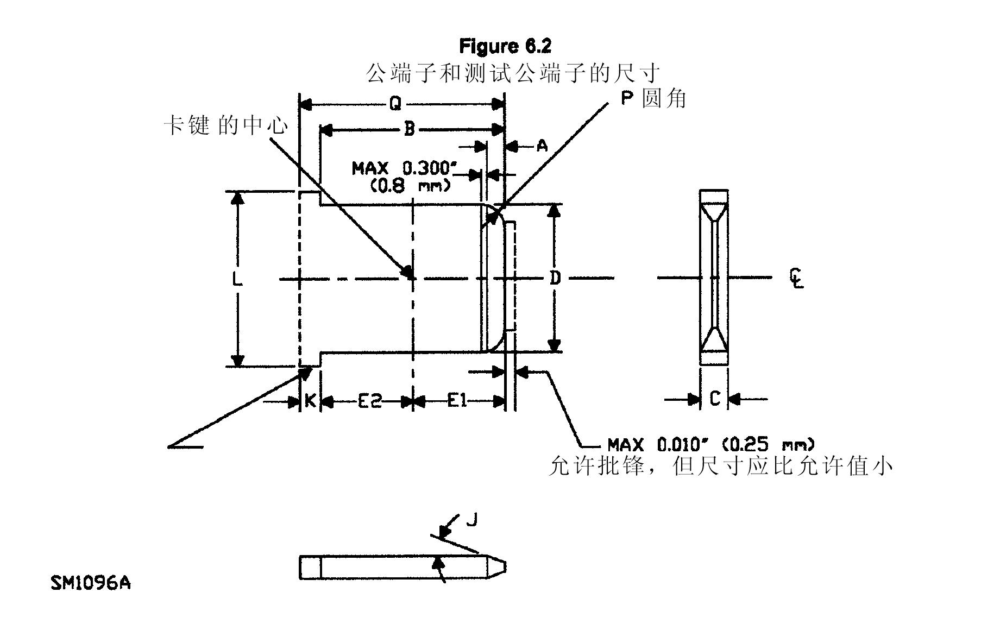 Figure 6.2
公端子和测试公端子的尺寸
P 圆角
Q
卡键 的中心
B
A
MAX 0.300"
(0.8 mm)
L
D
℄
K
E2
E1
C
MAX 0.010" (0.25 mm)
允许批锋，但尺寸应比允许值小
J
SM1096A